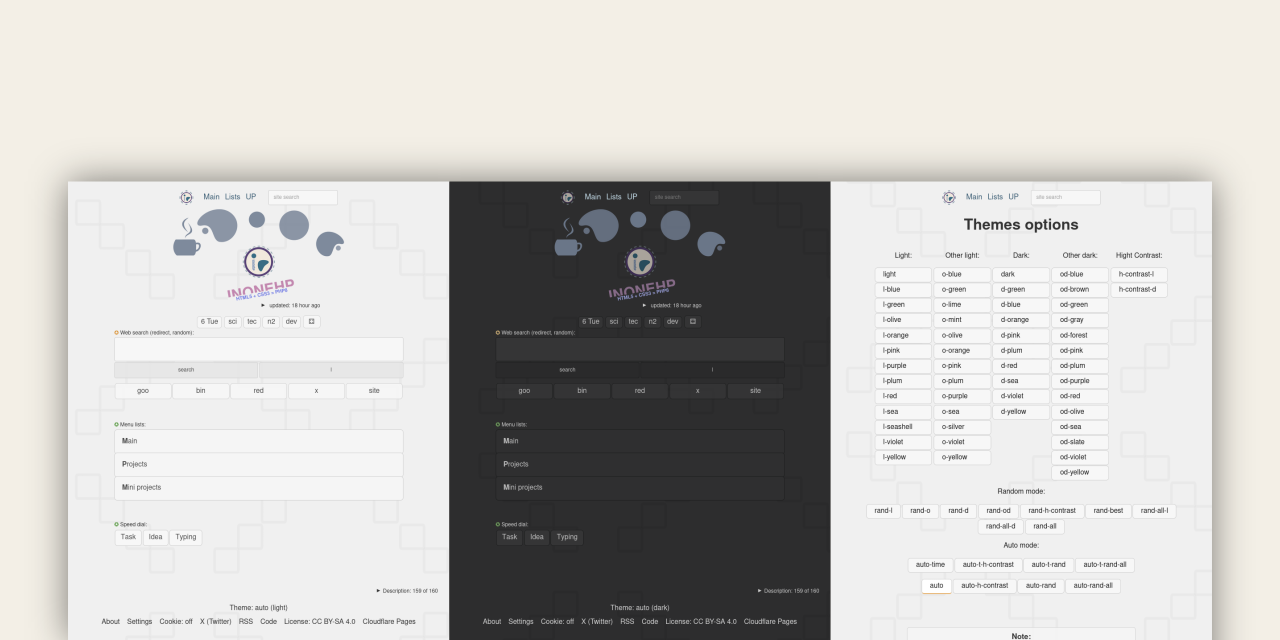 Main Lists UP site search
INONEHP
HTML5 + CSS3 + PHP5
► updated: 18 hour ago
6 Tue sci tec n2 dev
Web search (redirect, random):
search l
goo bin red x site
Menu lists:
Main
Projects
Mini projects
Speed dial:
Task Idea Typing
► Description: 159 of 160
Theme: auto (light)
About Settings Cookie: off X (Twitter) RSS Code License: CC BY-SA 4.0 Cloudflare Pages
Main Lists UP site search
INONEHP
HTML5 + CSS3 + PHP5
► updated: 18 hour ago
6 Tue sci tec n2 dev
Web search (redirect, random):
search l
goo bin red x site
Menu lists:
Main
Projects
Mini projects
Speed dial:
Task Idea Typing
► Description: 159 of 160
Theme: auto (dark)
About Settings Cookie: off X (Twitter) RSS Code License: CC BY-SA 4.0 Cloudflare Pages
Main Lists UP site search
Themes options
Light: Other light: Dark: Other dark: Hight Contrast:
light o-blue dark od-blue h-contrast-l
l-blue o-green d-green od-brown h-contrast-d
l-green o-lime d-blue od-green
l-olive o-mint d-orange od-gray
l-orange o-olive d-pink od-forest
l-pink o-orange d-plum od-pink
l-purple o-pink d-red od-plum
l-plum o-plum d-sea od-purple
l-red o-purple d-violet od-red
l-sea o-sea d-yellow od-olive
l-seashell o-silver od-sea
l-violet o-violet od-slate
l-yellow o-yellow od-violet
od-yellow
Random mode:
rand-l rand-o rand-d rand-od rand-h-contrast rand-best rand-all-l
rand-all-d rand-all
Auto mode:
auto-time auto-t-h-contrast auto-t-rand auto-t-rand-all
auto auto-h-contrast auto-rand auto-rand-all
Note: